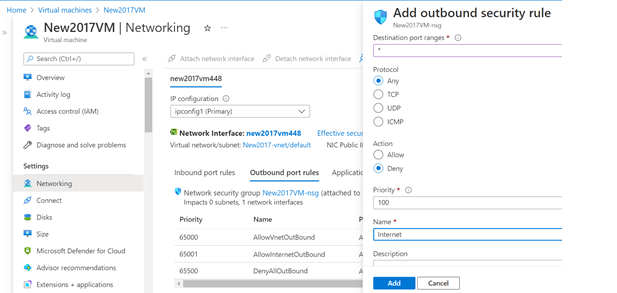 Home > Virtual machines > New2017VM
New2017VM | Networking
Virtual machine
Search (Ctrl+/)
Overview
Activity log
Access control (IAM)
Tags
Diagnose and solve problems
Settings
Networking
Connect
Disks
Size
Microsoft Defender for Cloud
Advisor recommendations
Extensions + applications
Attach network interface
Detach network interface
new2017vm448
IP configuration
ipconfig1 (Primary)
Network Interface: new2017vm448
Effective secur
Virtual network/subnet: New2017-vnet/default
NIC Public I
Inbound port rules
Outbound port rules
Application
Network security group New2017VM-nsg (attached to
Impacts 0 subnets, 1 network interfaces
Priority
Name
P
65000
AllowVnetOutBound
A
65001
AllowInternetOutBound
A
65500
DenyAllOutBound
A
Add outbound security rule
New2017VM-nsg
Destination port ranges *
*
Protocol
Any
TCP
UDP
ICMP
Action
Allow
Deny
Priority *
100
Name *
Internet
Description
Add
Cancel